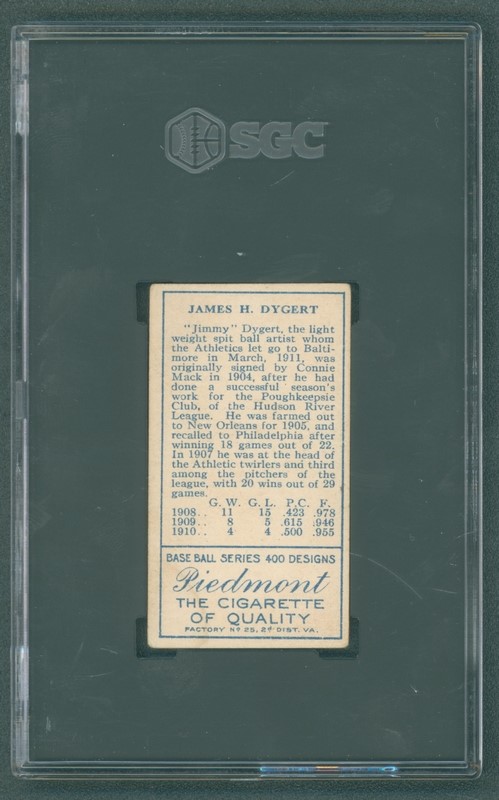 SGC
JAMES H. DYGERT
"Jimmy" Dygert, the light
weight spit ball artist whom
the Athletics let go to Balti-
more in March, 1911, was
originally signed by Connie
Mack in 1904, after he had
done a successful season's
work for the Poughkeepsie
Club, of the Hudson River
League. He was farmed out
to New Orleans for 1905, and
recalled to Philadelphia after
winning 18 games out of 22.
In 1907 he was at the head of
the Athletic twirlers and third
among the pitchers of the
league, with 20 wins out of 29
games.
G. W. G. L. P.C. F.
1908.. 11 15 .423 .978
1909.. 8 5 .615 .946
1910.. 4 4 .500 .955
BASE BALL SERIES 400 DESIGNS
Piedmont
THE CIGARETTE
OF QUALITY
FACTORY Nº 25, 2d DIST. VA.